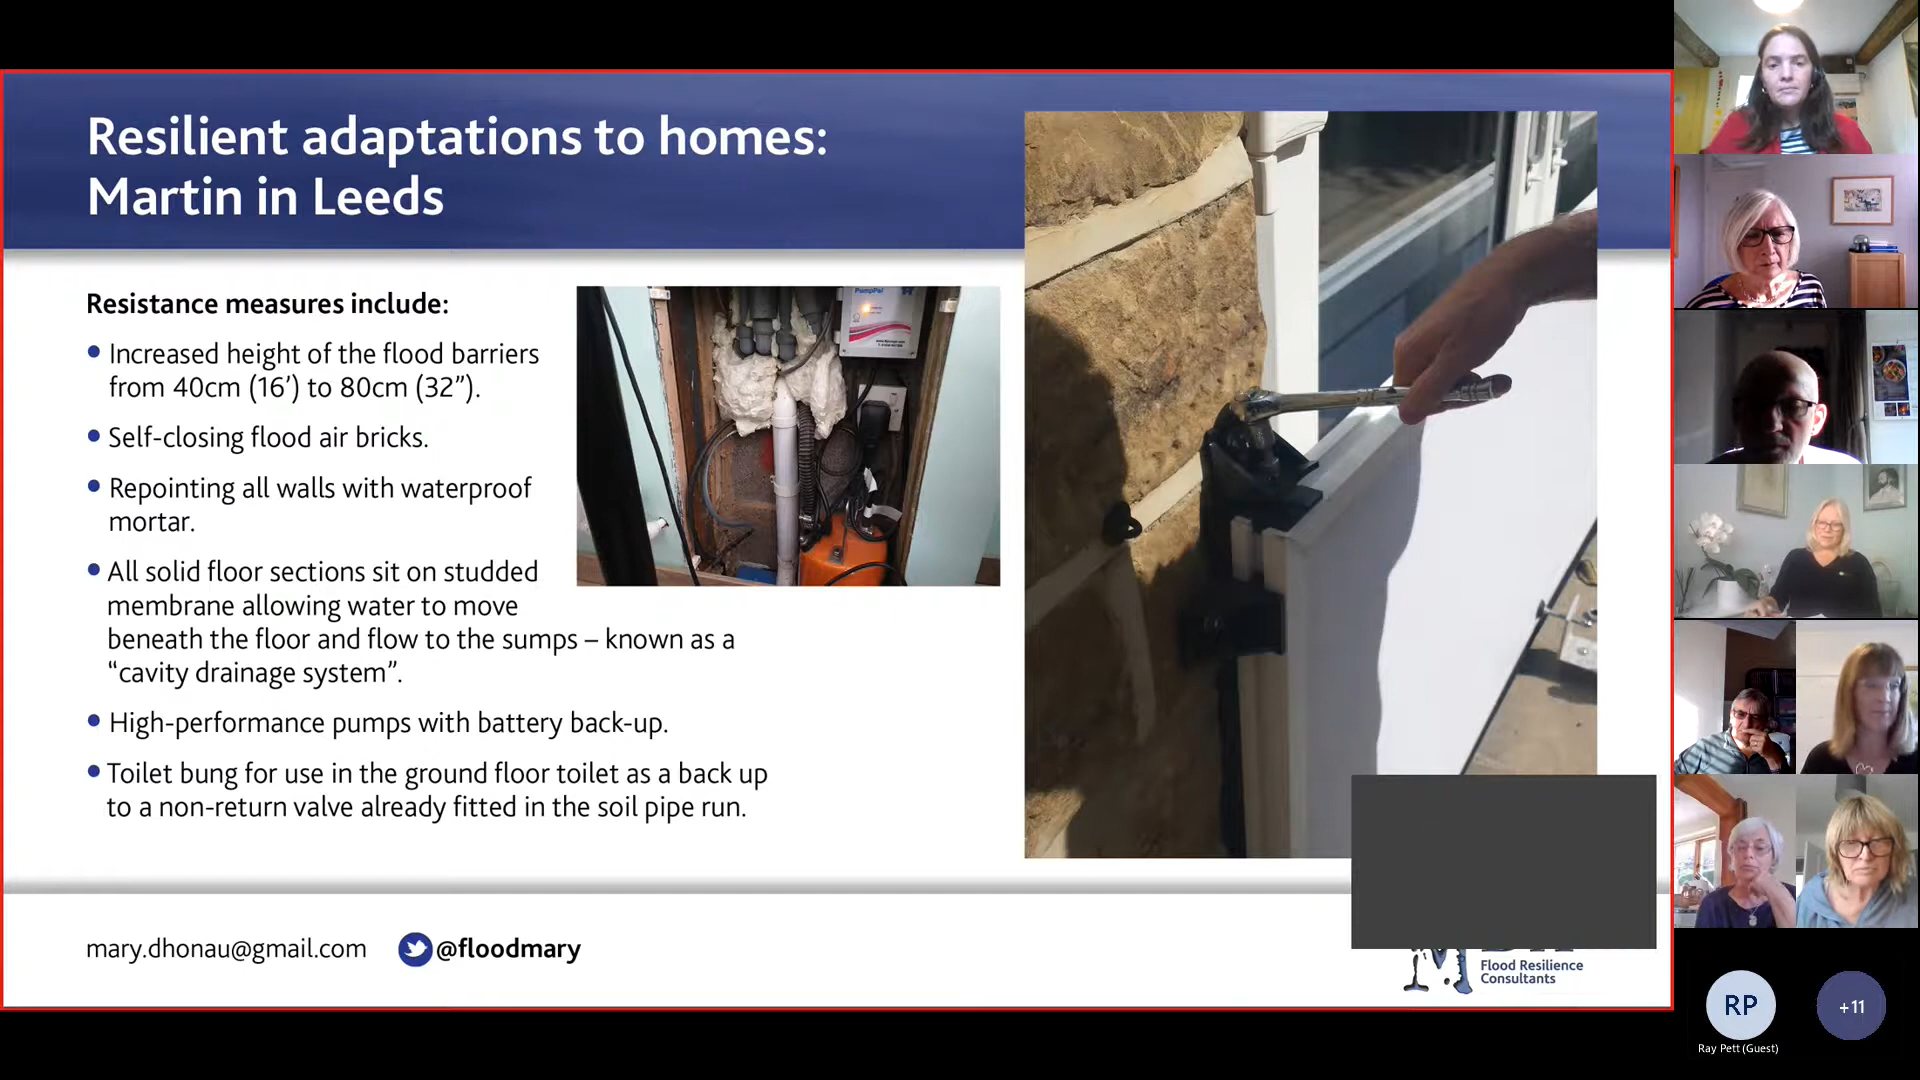 Resilient adaptations to homes:
Martin in Leeds
Resistance measures include:
• Increased height of the flood barriers
from 40cm (16’) to 80cm (32”).
• Self-closing flood air bricks.
• Repointing all walls with waterproof
mortar.
• All solid floor sections sit on studded
membrane allowing water to move
beneath the floor and flow to the sumps – known as a
“cavity drainage system”.
• High-performance pumps with battery back-up.
• Toilet bung for use in the ground floor toilet as a back up
to a non-return valve already fitted in the soil pipe run.
PumpPal
mary.dhonau@gmail.com
@floodmary
Flood Resilience
Consultants
RP
+11
Ray Pett (Guest)